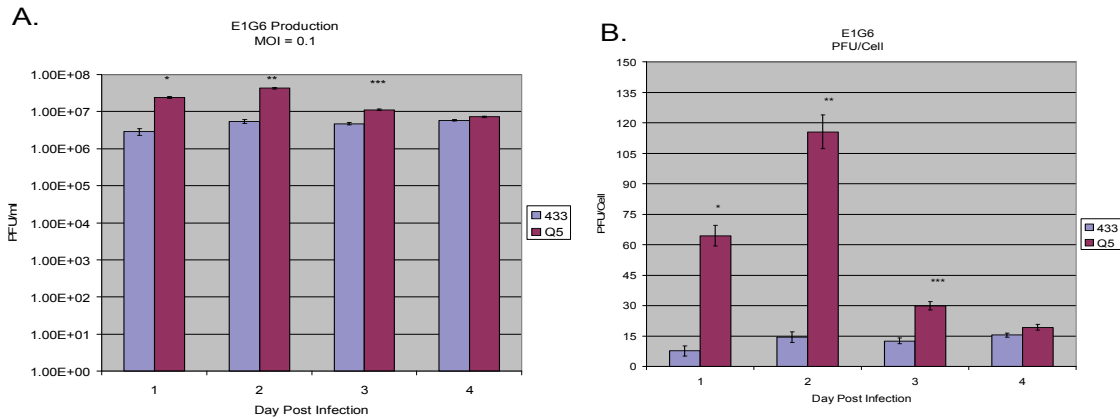 A.
E1G6 Production
MOI = 0.1
1.00E+08
1.00E+07
1.00E+06
1.00E+05
1.00E+04
1.00E+03
1.00E+02
1.00E+01
1.00E+00
PFU/ml
*
**
***
1
2
3
4
Day Post Infection
433
Q5
B.
E1G6
PFU/Cell
150
135
120
105
90
75
60
45
30
15
0
PFU/Cell
*
**
***
1
2
3
4
Day Post Infection
433
Q5